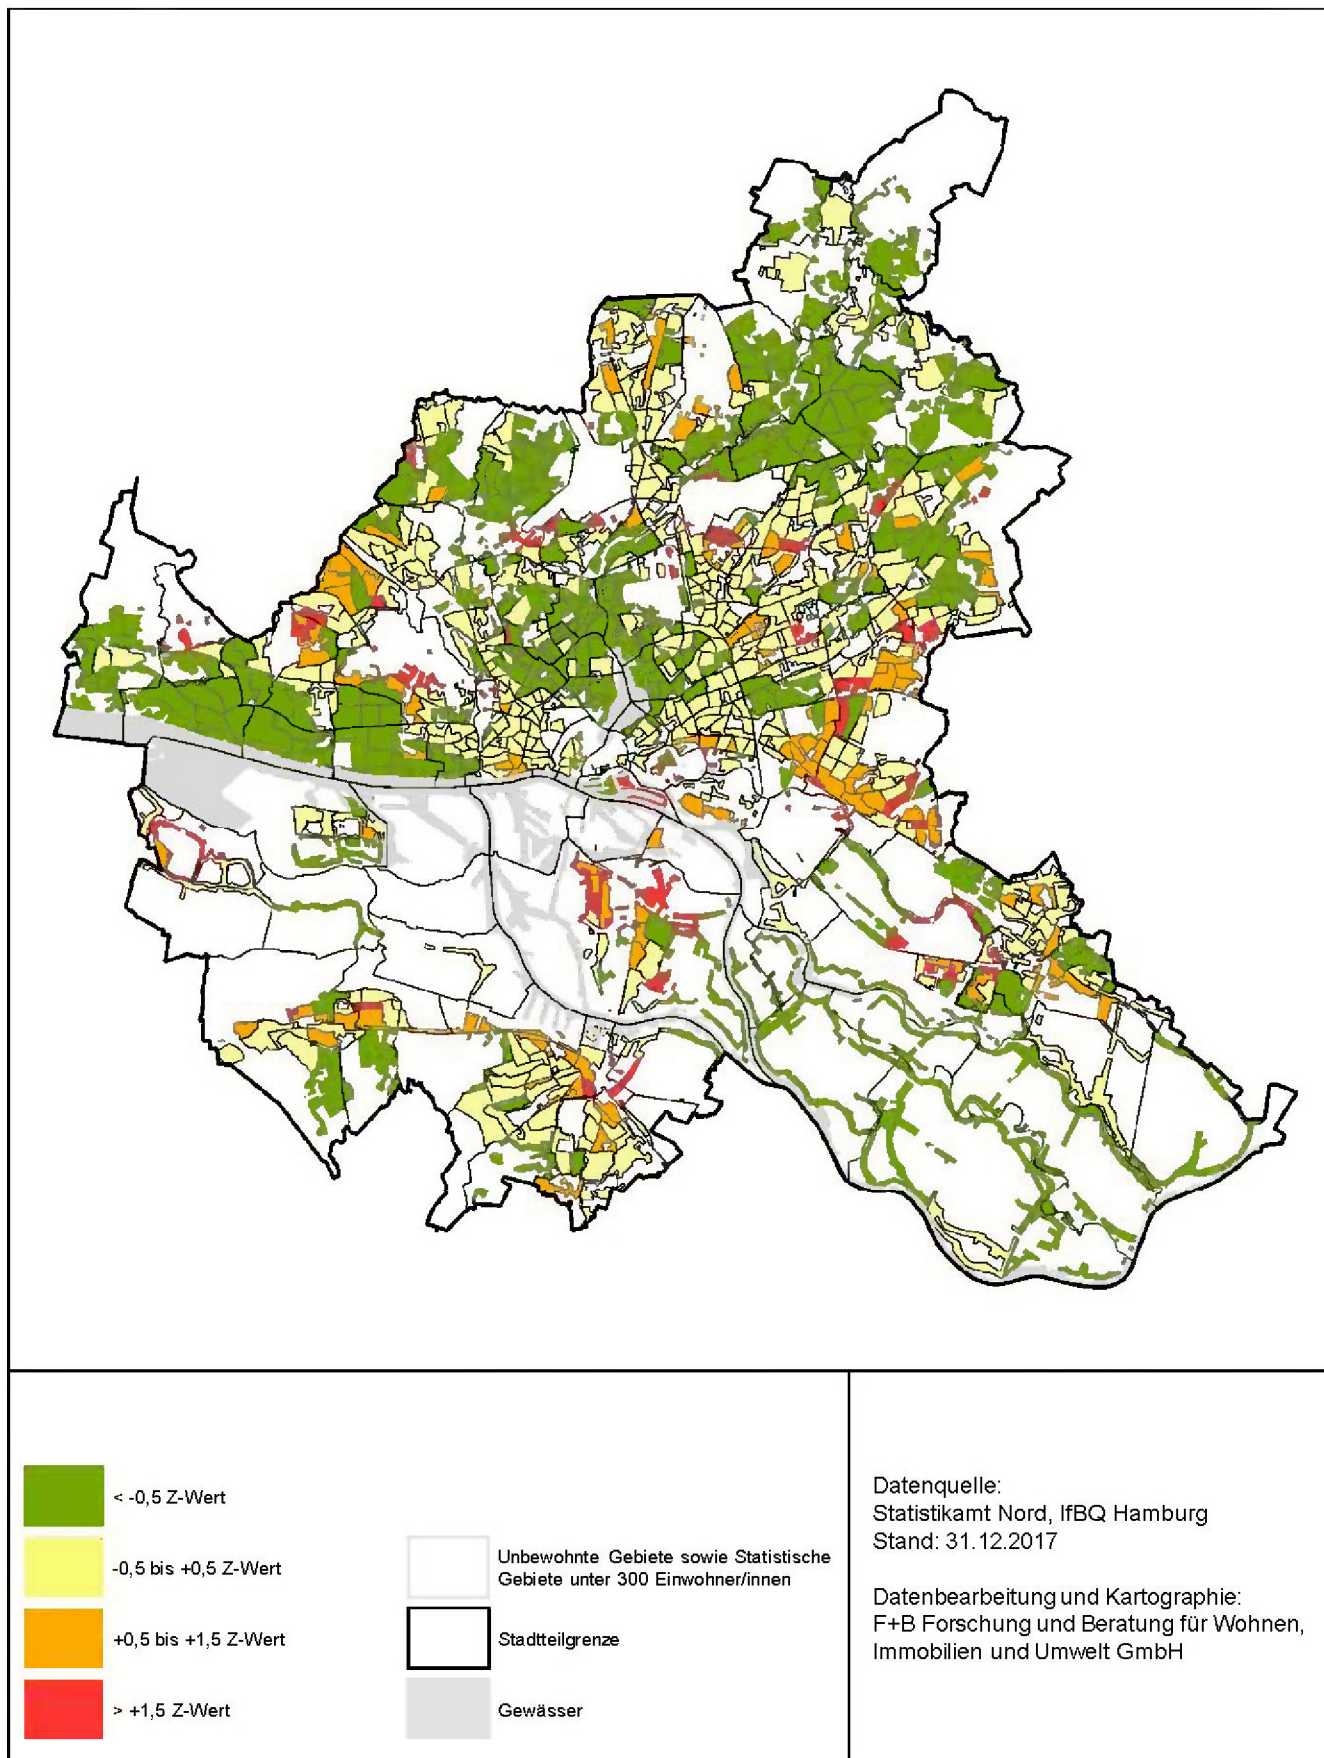 < -0,5 Z-Wert
-0,5 bis +0,5 Z-Wert
+0,5 bis +1,5 Z-Wert
> +1,5 Z-Wert
Unbewohnte Gebiete sowie Statistische
Gebiete unter 300 Einwohner/innen
Stadtteilgrenze
Gewässer
Datenquelle:
Statistikamt Nord, IfBQ Hamburg
Stand: 31.12.2017
Datenbearbeitung und Kartographie:
F+B Forschung und Beratung für Wohnen,
Immobilien und Umwelt GmbH